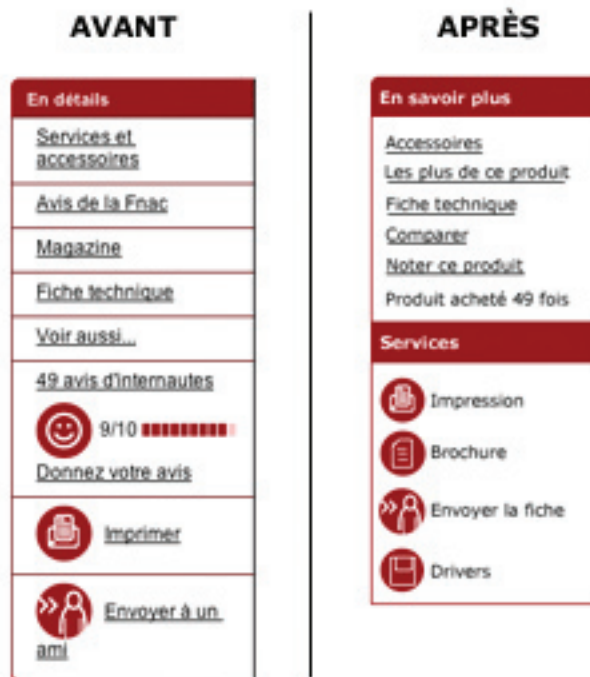 AVANT
En détails
Services et
accessoires
Avis de la Fnac
Magazine
Fiche technique
Voir aussi...
49 avis d'internautes
9/10
Donnez votre avis
Imprimer
Envoyer à un
ami
APRÈS
En savoir plus
Accessoires
Les plus de ce produit
Fiche technique
Comparer
Noter ce produit
Produit acheté 49 fois
Services
Impression
Brochure
Envoyer la fiche
Drivers